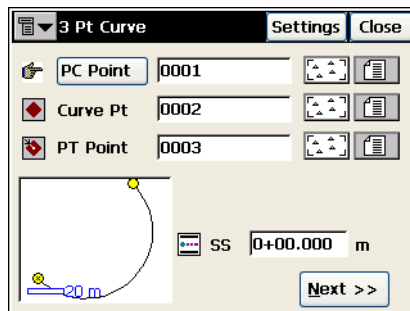 3 Pt Curve Settings Close
PC Point 0001
Curve Pt 0002
PT Point 0003
20 m
SS 0+00.000 m
Next >>